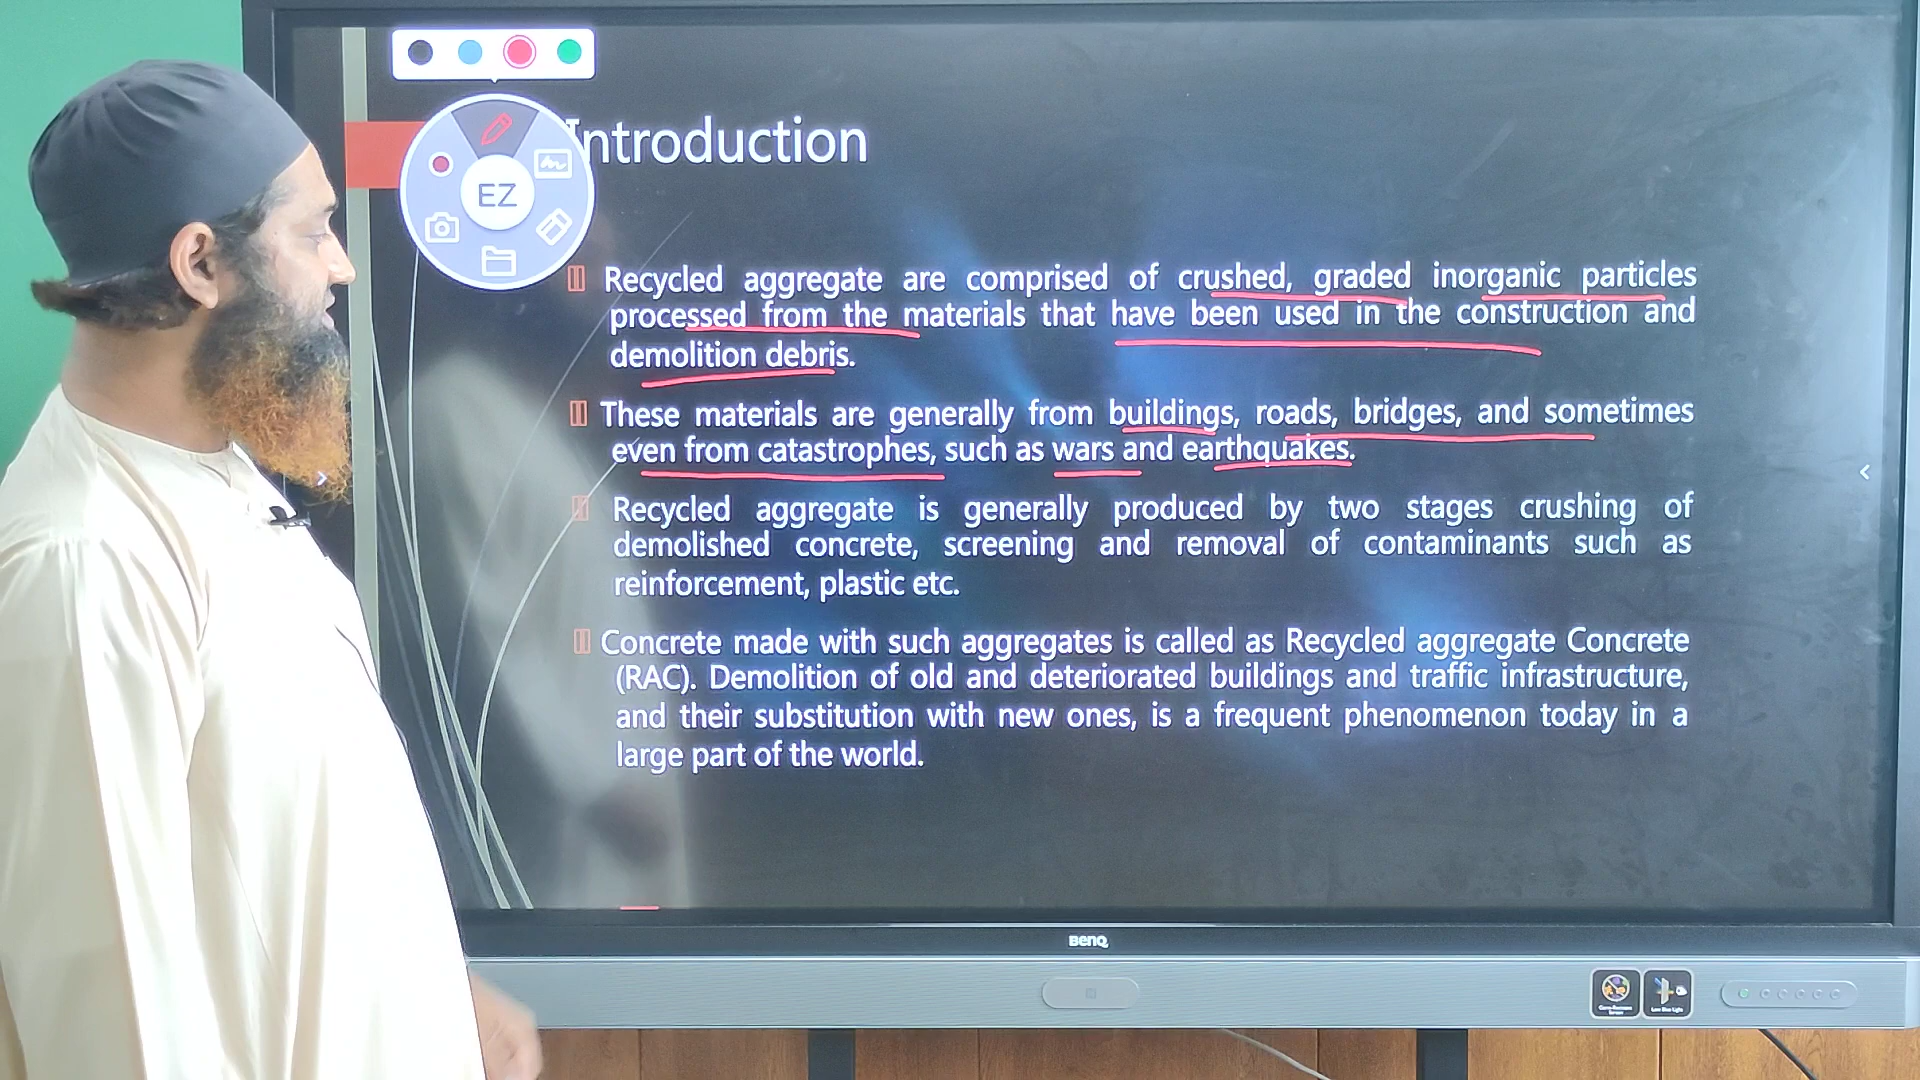 Introduction
EZ
Recycled aggregate are comprised of crushed, graded inorganic particles
processed from the materials that have been used in the construction and
demolition debris.
These materials are generally from buildings, roads, bridges, and sometimes
even from catastrophes, such as wars and earthquakes.
Recycled aggregate is generally produced by two stages crushing of
demolished concrete, screening and removal of contaminants such as
reinforcement, plastic etc.
Concrete made with such aggregates is called as Recycled aggregate Concrete
(RAC). Demolition of old and deteriorated buildings and traffic infrastructure,
and their substitution with new ones, is a frequent phenomenon today in a
large part of the world.
BenQ
Low Blue Light